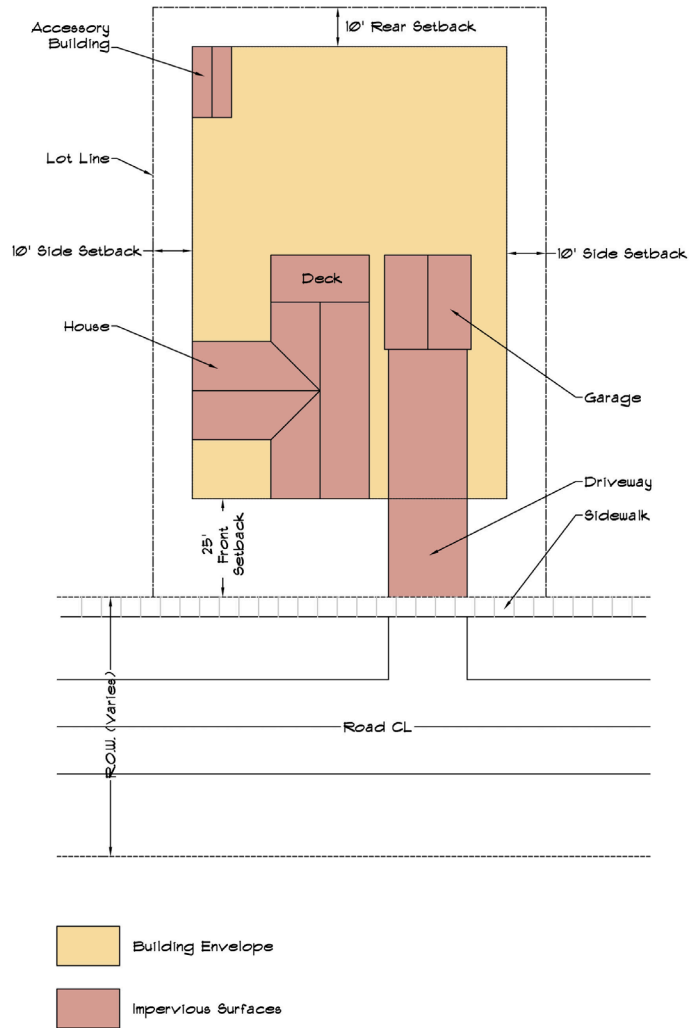 10' Rear Setback
Accessory
Building
Lot Line
10' Side Setback
10' Side Setback
Deck
House
Garage
Driveway
25'
Front
Setback
Sidewalk
R.O.W. (Varies)
Road CL
Building Envelope
Impervious Surfaces